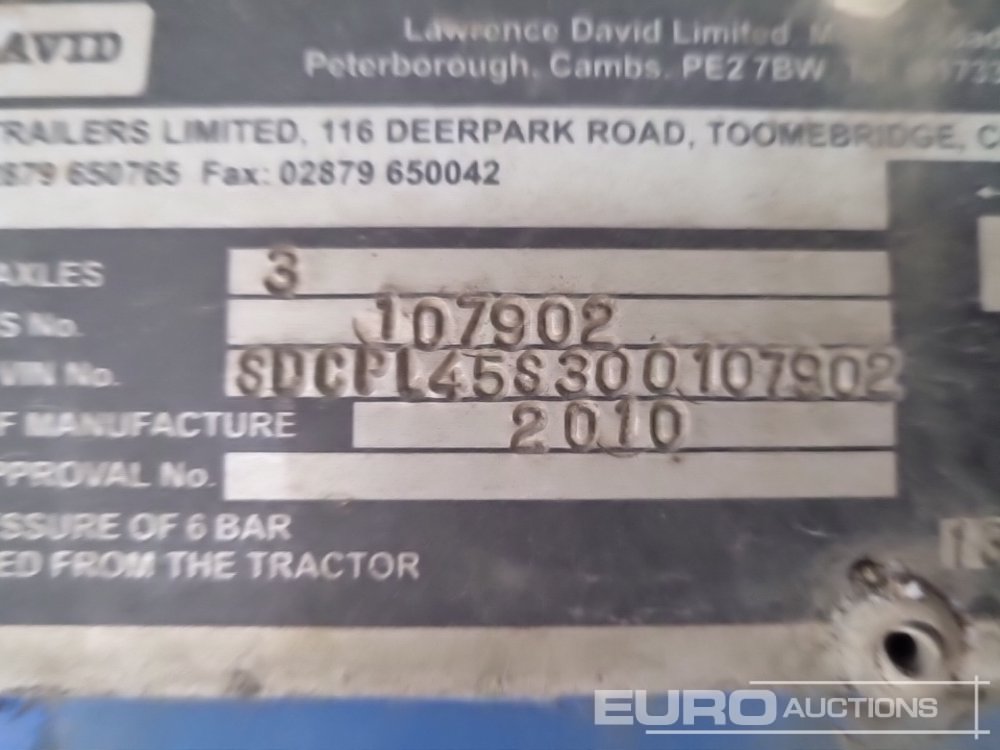 AVID
Lawrence David Limited
Peterborough, Cambs. PE2 7BW
TRAILERS LIMITED, 116 DEERPARK ROAD, TOOMEBRIDGE,
2879 650765 Fax: 02879 650042
AXLES 3
S No. 107902
VIN No. SDCPL45S300107902
F MANUFACTURE 2010
PPROVAL No.
SSURE OF 6 BAR
ED FROM THE TRACTOR
EURO AUCTIONS